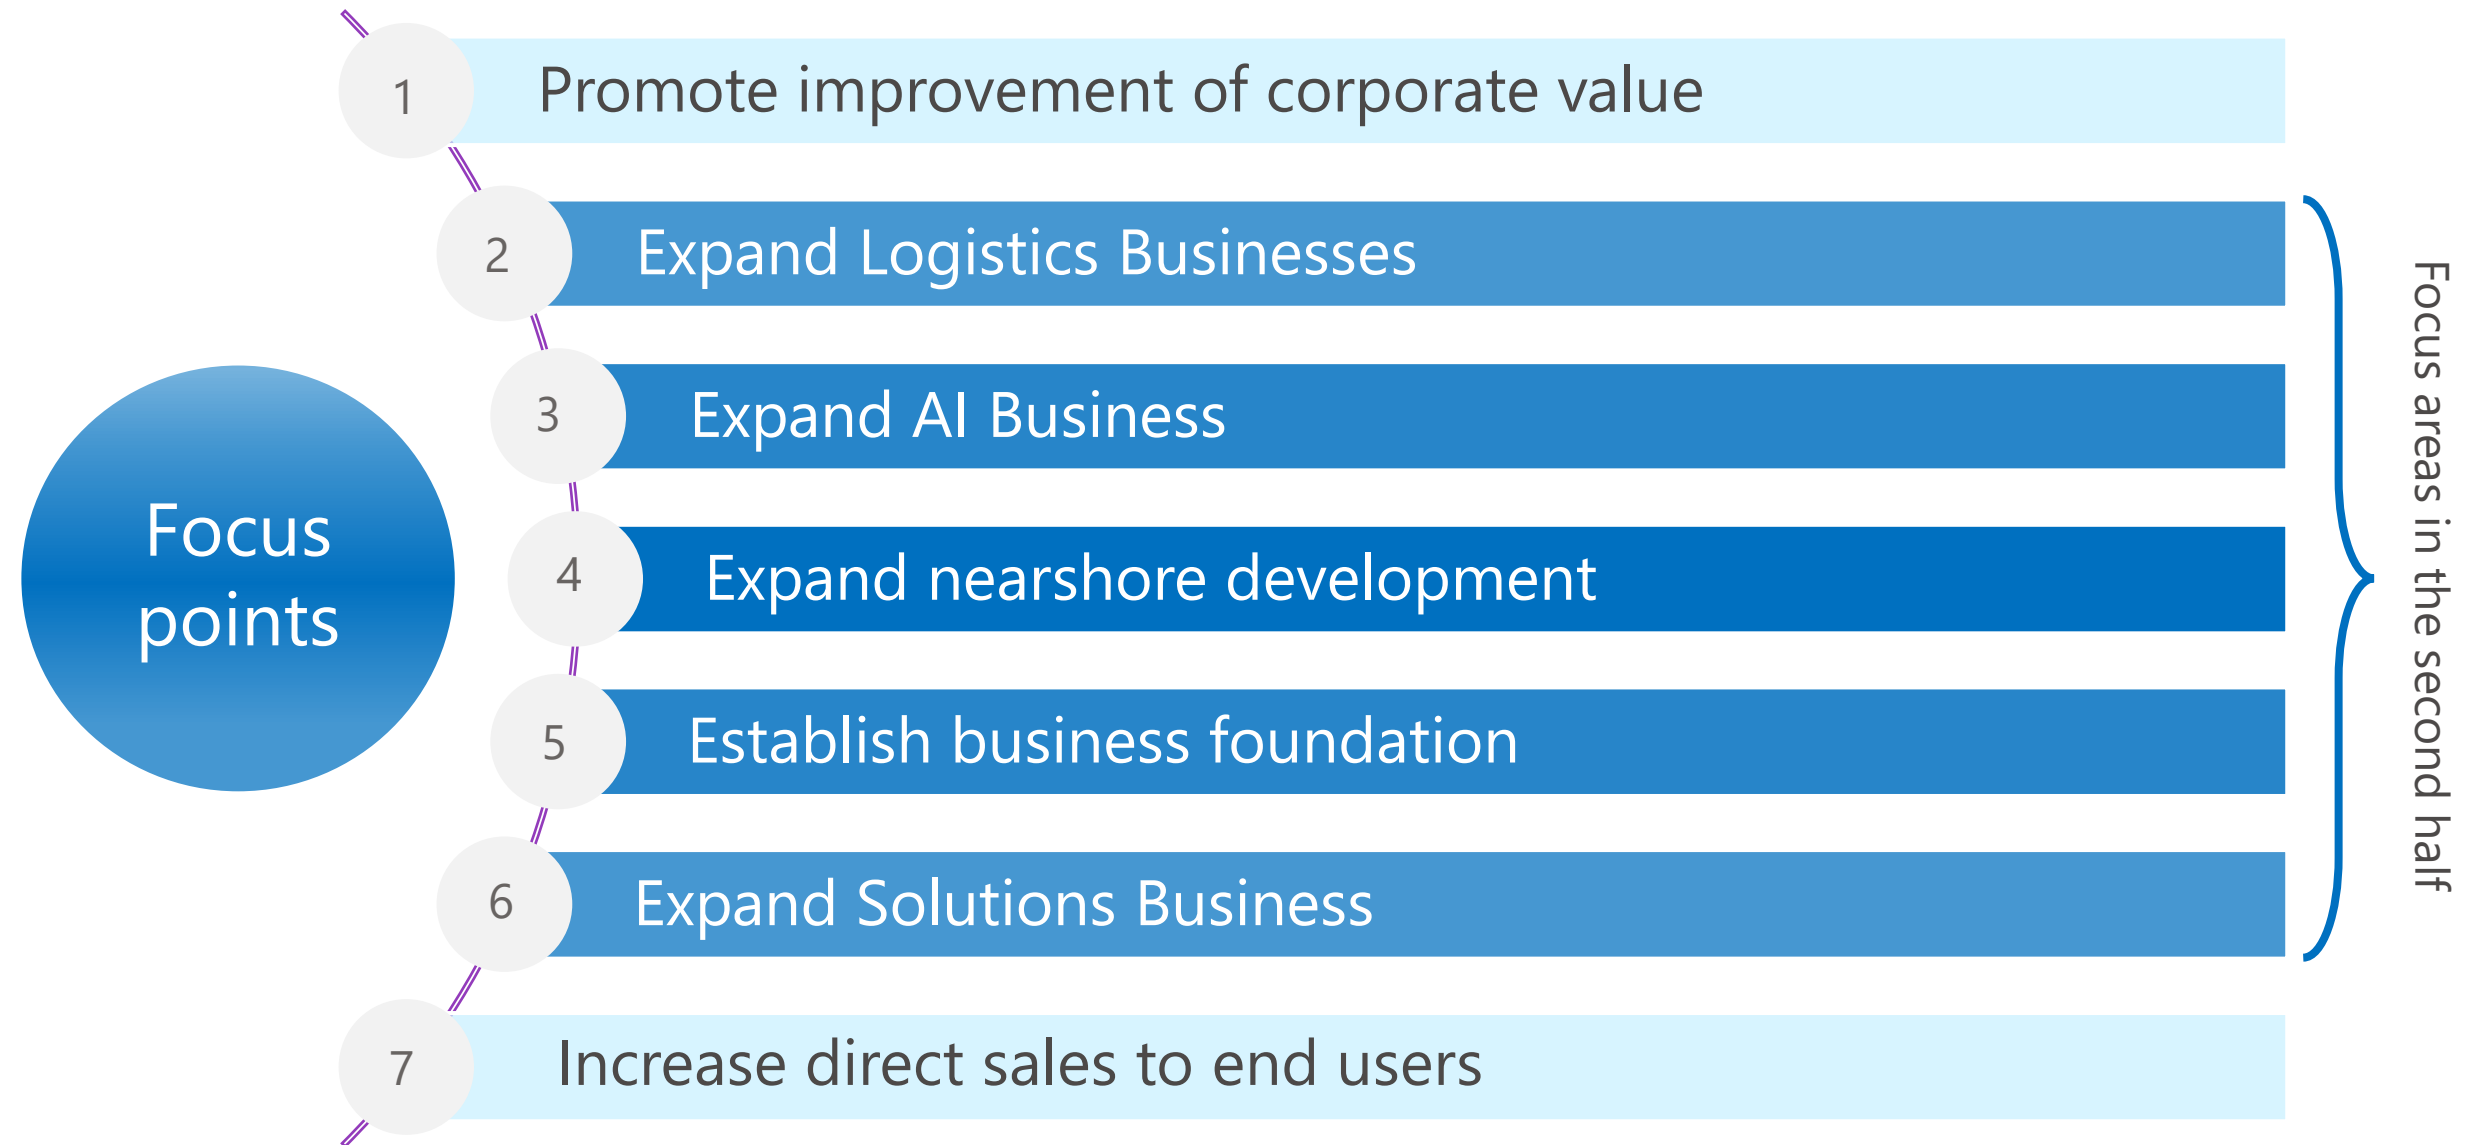 Focus
points
1
Promote improvement of corporate value
2
Expand Logistics Businesses
3
Expand AI Business
4
Expand nearshore development
5
Establish business foundation
6
Expand Solutions Business
7
Increase direct sales to end users
Focus areas in the second half